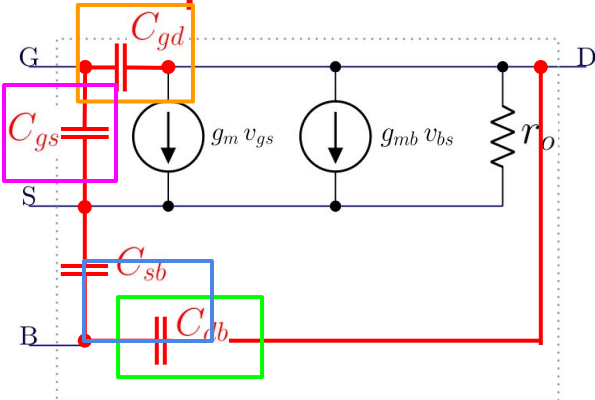 C_gd
G D
C_gs g_m v_gs g_mb v_bs r_o
S
C_sb
C_db
B